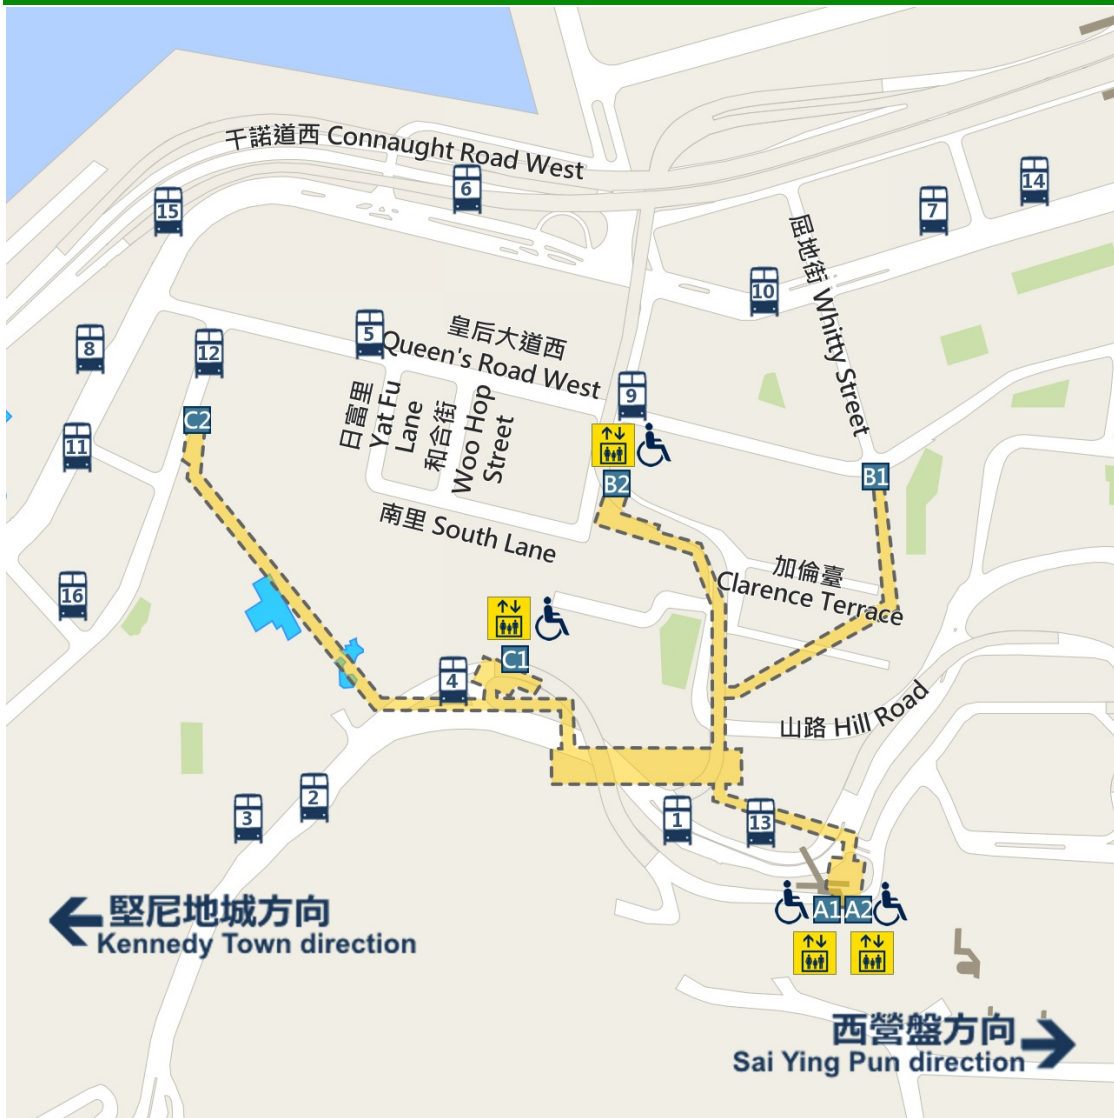 千諾道西 Connaught Road West
6
14
15
7
屈地街 Whitty Street
10
5
皇后大道西
Queen's Road West
8
12
日富里
Yat Fu
Lane
和合街
Woo Hop
Street
9
C2
11
B2
B1
南里 South Lane
加倫臺
Clarence Terrace
16
C1
4
山路 Hill Road
2
3
1
13
A1
A2
堅尼地城方向
Kennedy Town direction
西營盤方向
Sai Ying Pun direction